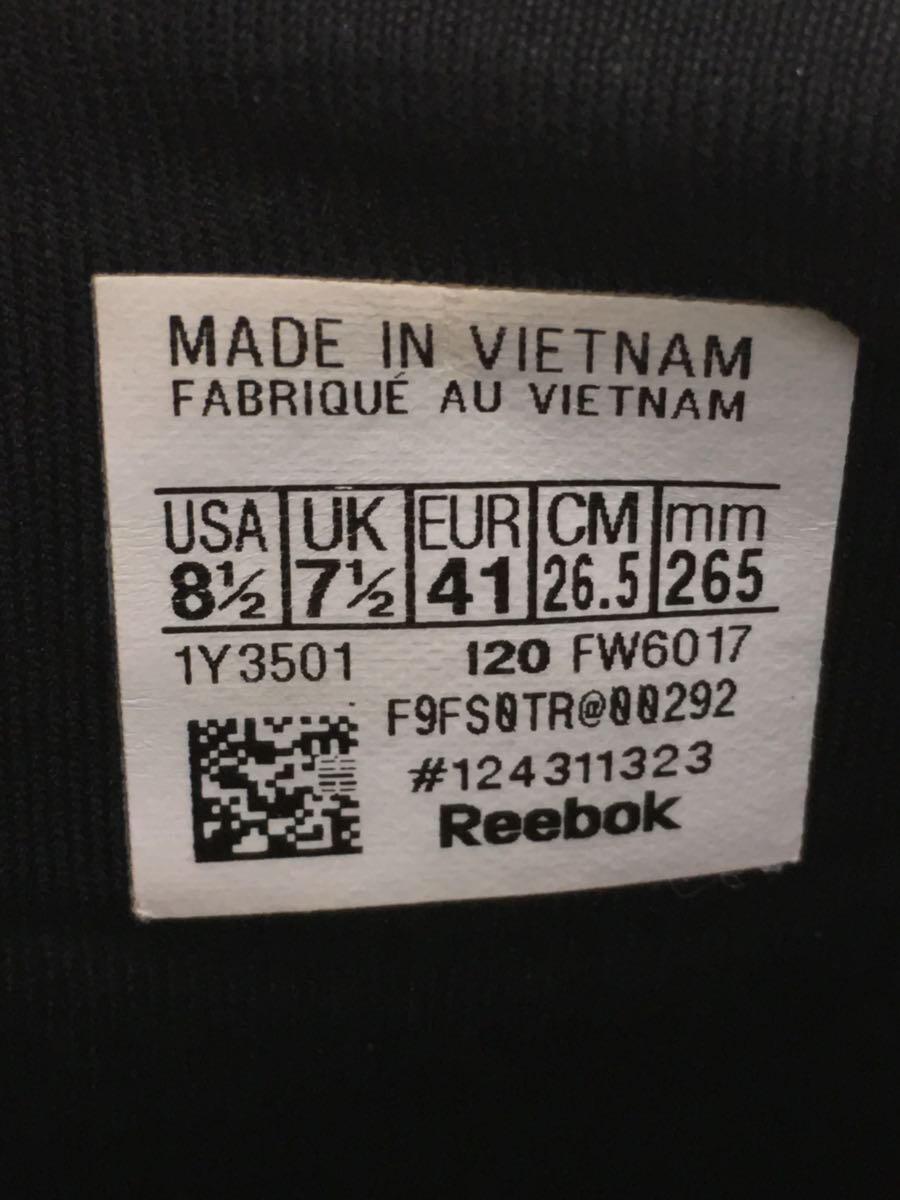 MADE IN VIETNAM
FABRIQUÉ AU VIETNAM
USA UK EUR CM mm
8½ 7½ 41 26.5 265
1Y3501 120 FW6017
F9FS0TR@00292
#124311323
Reebok